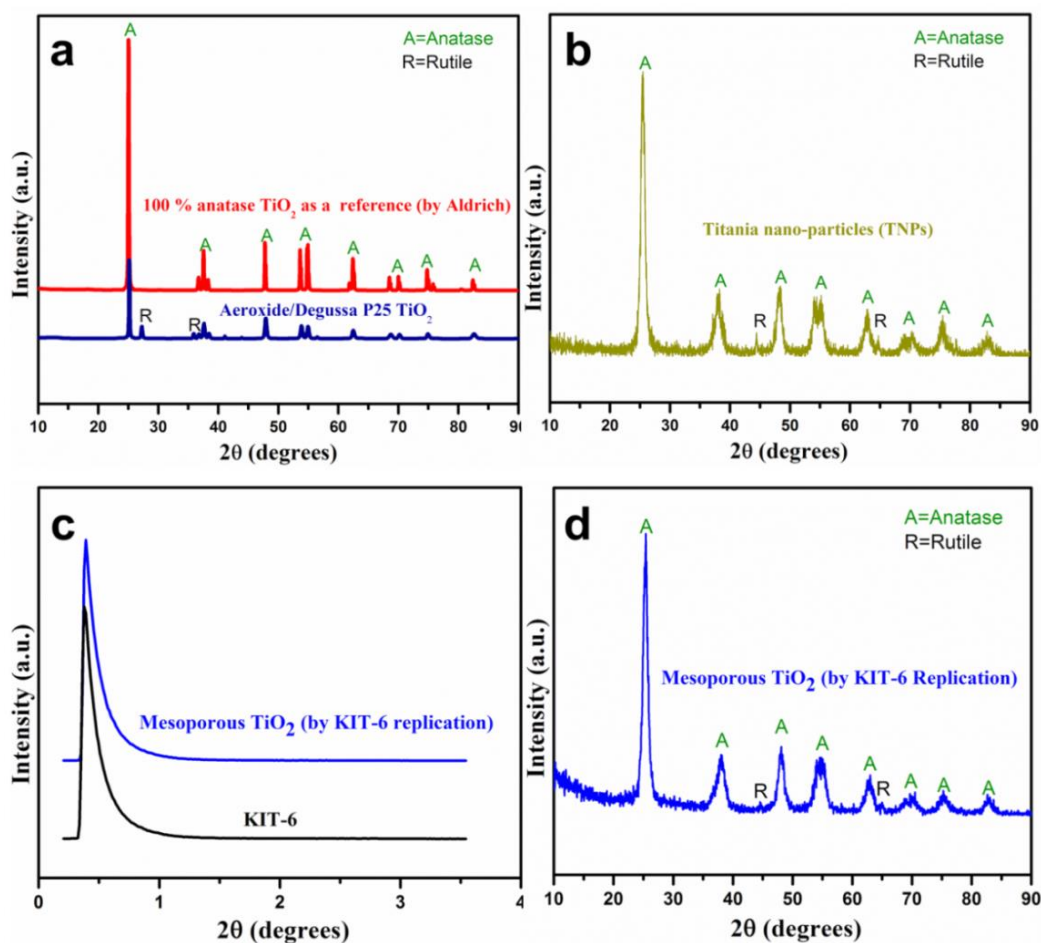 a
A
A=Anatase
R=Rutile
100 % anatase TiO₂ as a reference (by Aldrich)
A A A A A A A
Aeroxide/Degussa P25 TiO₂
R R
Intensity (a.u.)
10 20 30 40 50 60 70 80 90
2θ (degrees)
b
A
A=Anatase
R=Rutile
Titania nano-particles (TNPs)
A R A A A R A A A
Intensity (a.u.)
10 20 30 40 50 60 70 80 90
2θ (degrees)
c
Mesoporous TiO₂ (by KIT-6 replication)
KIT-6
Intensity (a.u.)
0 1 2 3 4
2θ (degrees)
d
A
A=Anatase
R=Rutile
Mesoporous TiO₂ (by KIT-6 Replication)
A R A A A R A A A
Intensity (a.u.)
10 20 30 40 50 60 70 80 90
2θ (degrees)